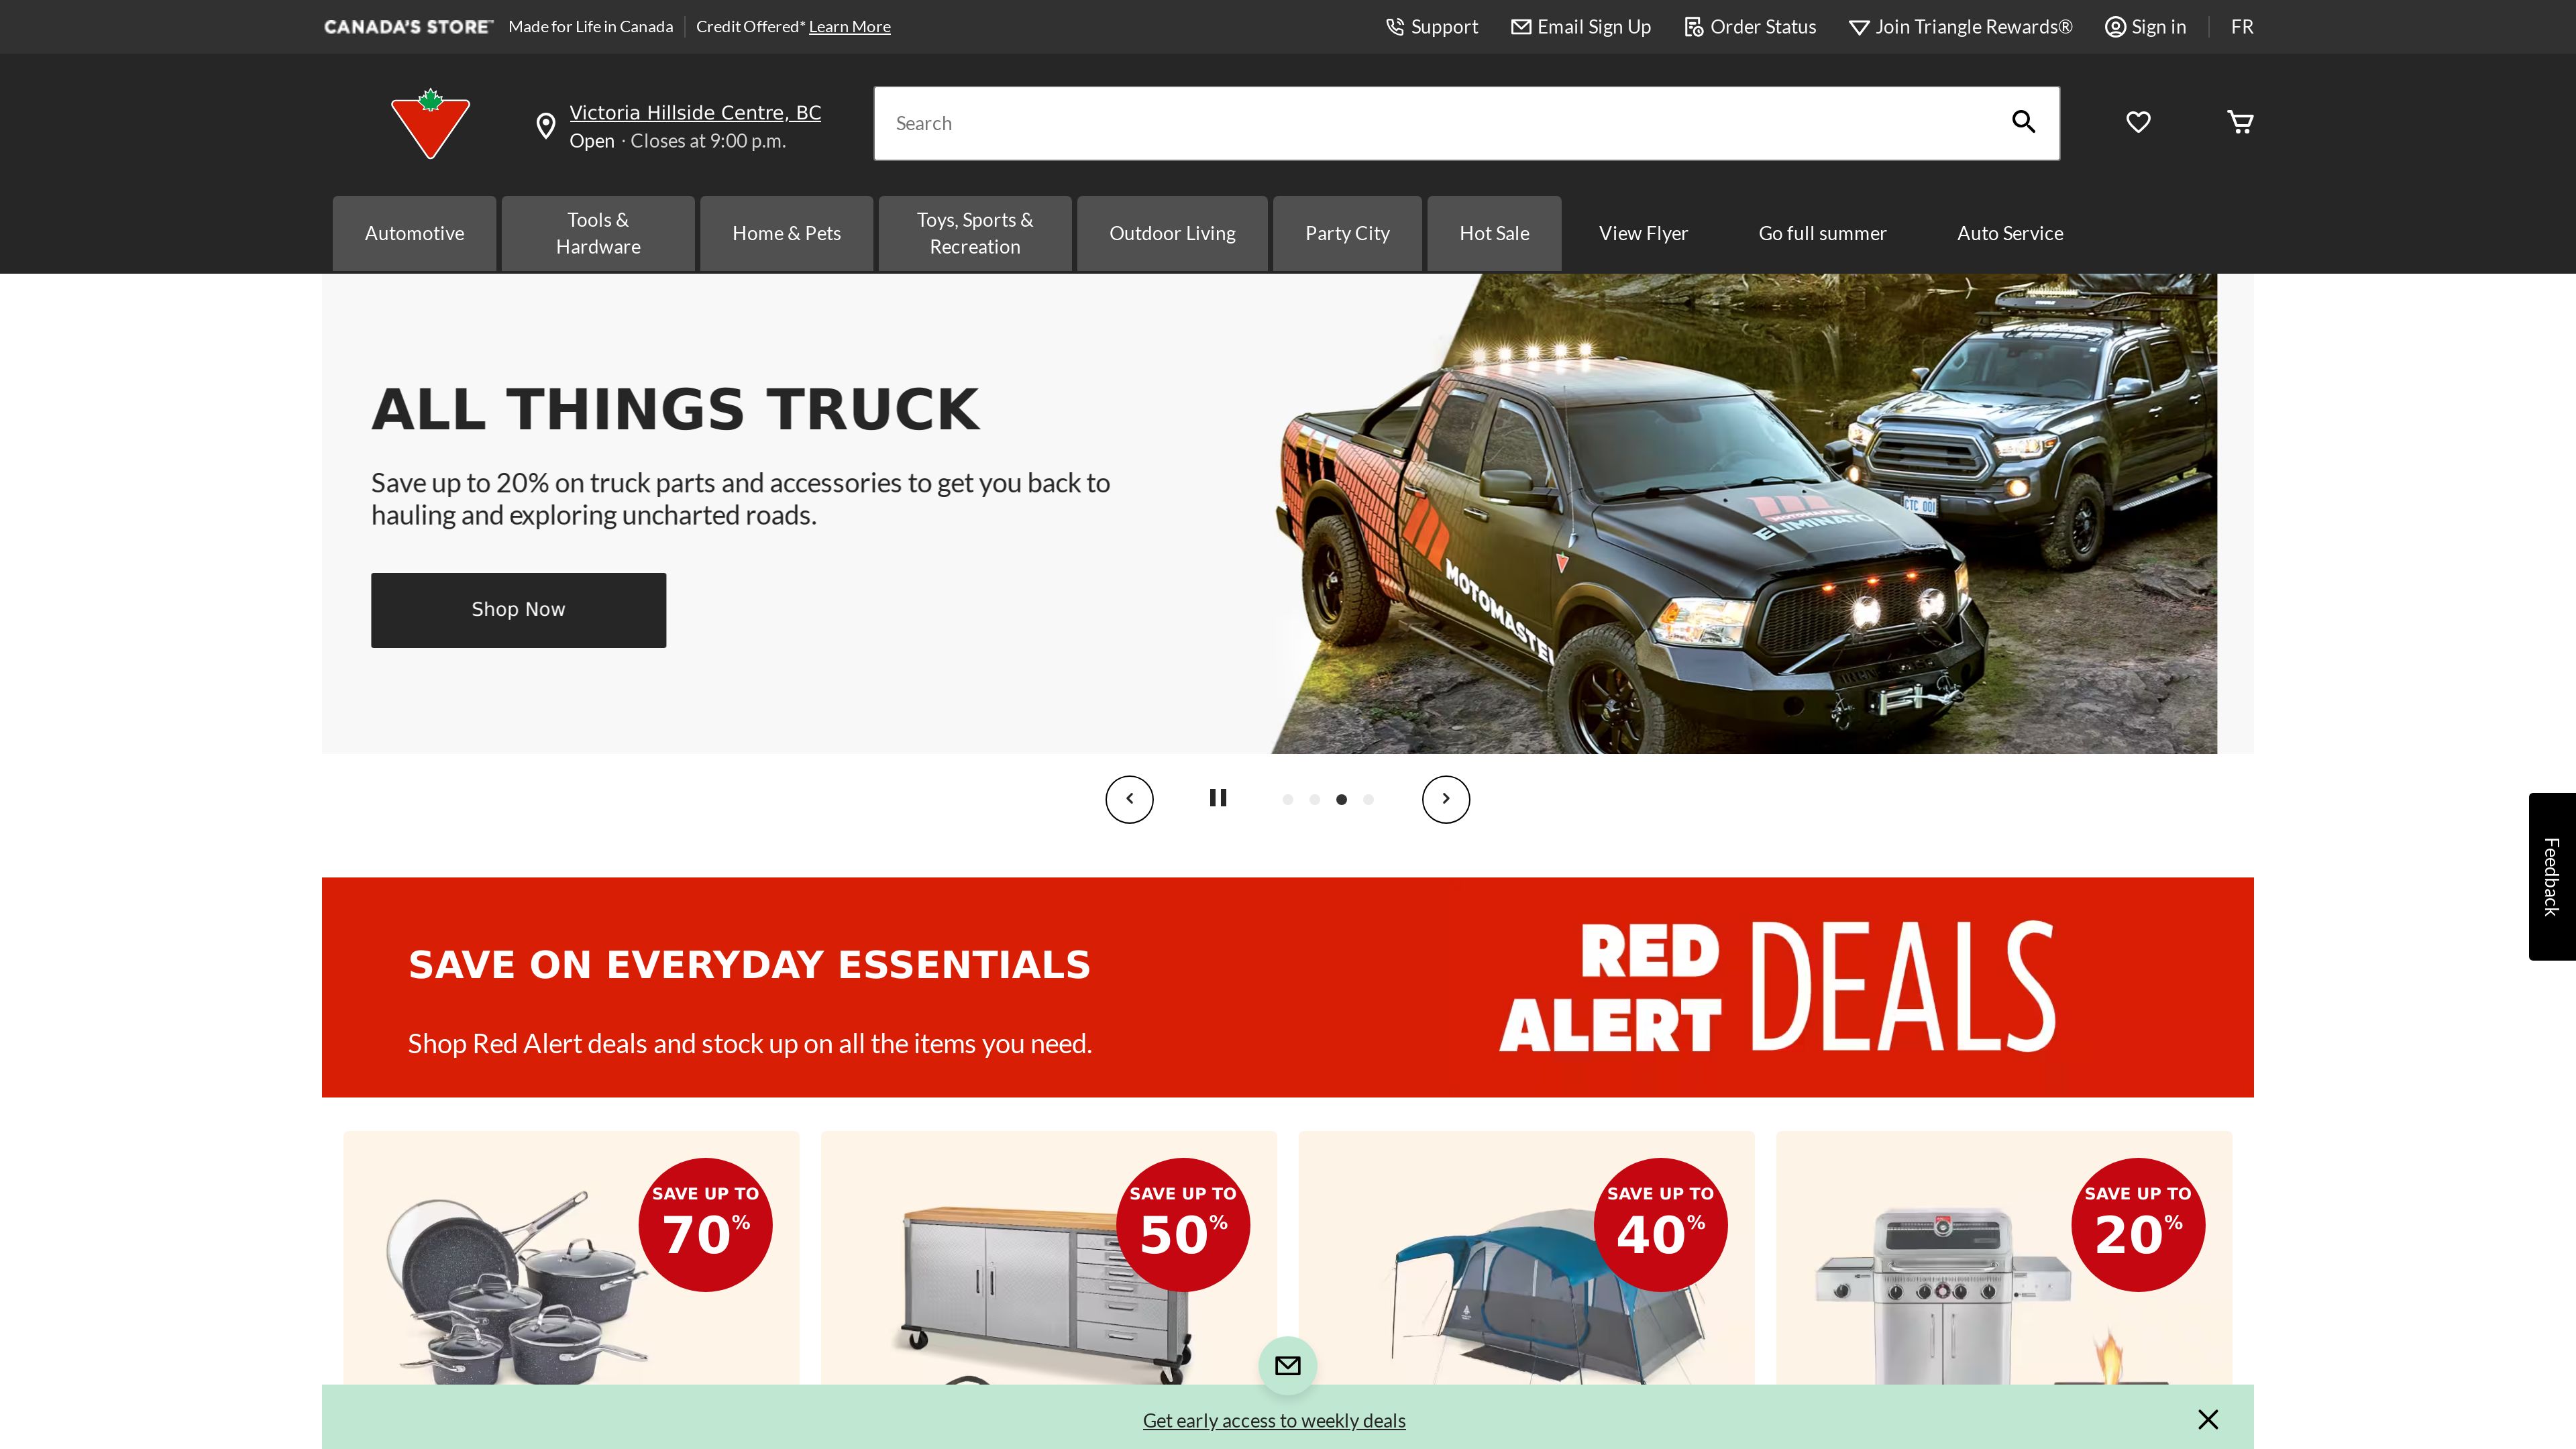 CANADA'S STORE™ Made for Life in Canada Credit Offered* Learn More Support Email Sign Up Order Status Join Triangle Rewards® Sign in FR
Victoria Hillside Centre, BC
Open · Closes at 9:00 p.m.
Search
Automotive
Tools &
Hardware
Home & Pets
Toys, Sports &
Recreation
Outdoor Living
Party City
Hot Sale
View Flyer
Go full summer
Auto Service
ALL THINGS TRUCK
Save up to 20% on truck parts and accessories to get you back to
hauling and exploring uncharted roads.
Shop Now
MOTOMASTER
ELIMINATO
MOTOMASTE
CTC 001
Feedback
SAVE ON EVERYDAY ESSENTIALS
Shop Red Alert deals and stock up on all the items you need.
RED
ALERT
DEALS
SAVE UP TO
70%
SAVE UP TO
50%
SAVE UP TO
40%
SAVE UP TO
20%
Get early access to weekly deals